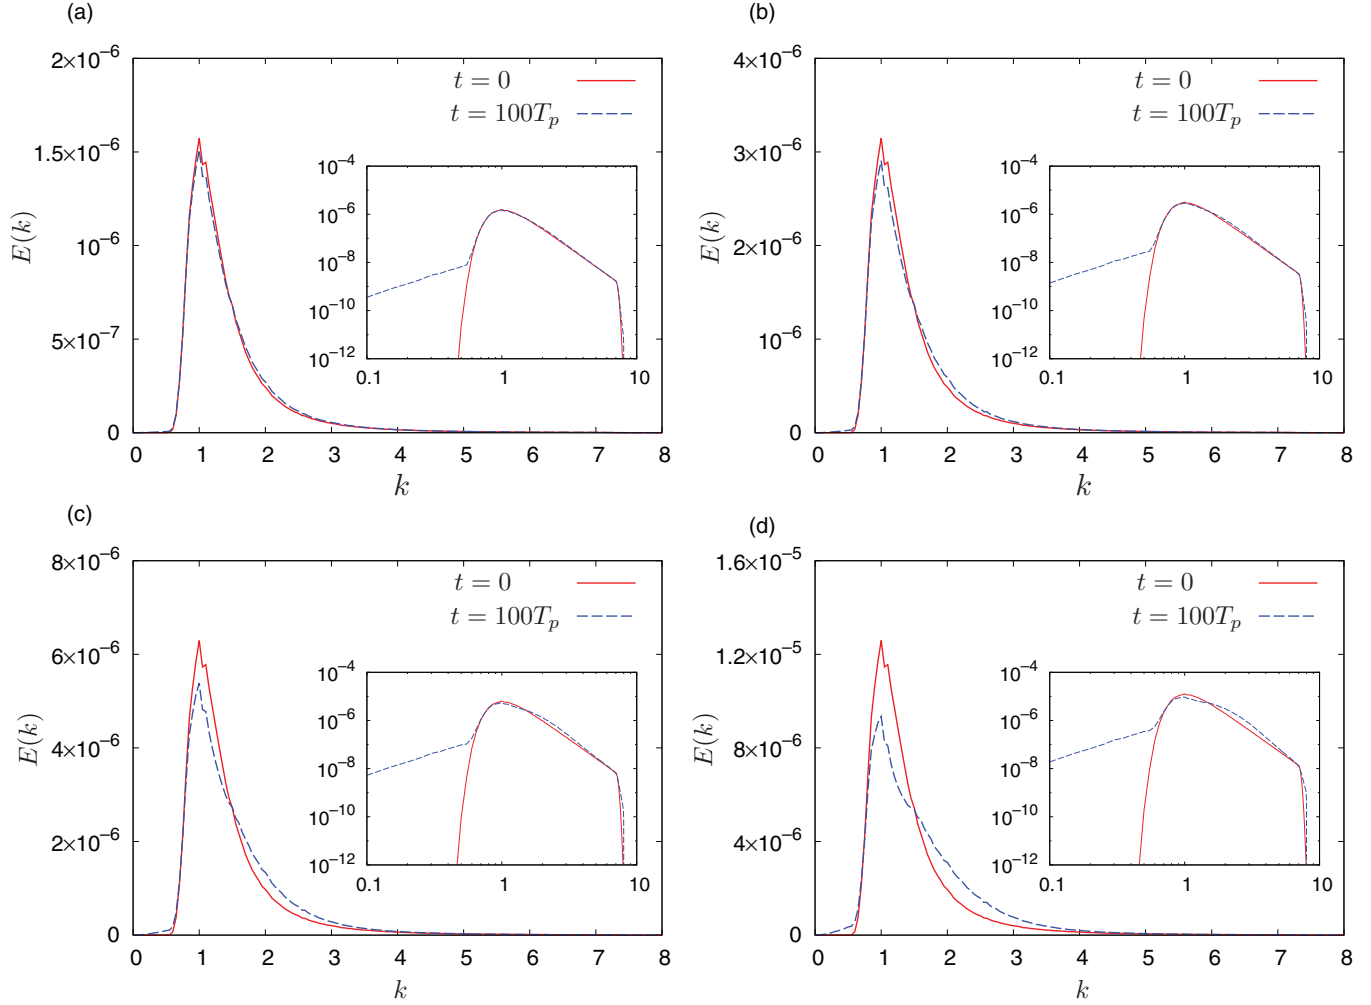 (a)
2×10⁻⁶
1.5×10⁻⁶
1×10⁻⁶
5×10⁻⁷
0
E(k)
t = 0
t = 100Tₚ
10⁻⁴
10⁻⁶
10⁻⁸
10⁻¹⁰
10⁻¹²
0.1 1 10
0 1 2 3 4 5 6 7 8
k
(b)
4×10⁻⁶
3×10⁻⁶
2×10⁻⁶
1×10⁻⁶
0
E(k)
t = 0
t = 100Tₚ
10⁻⁴
10⁻⁶
10⁻⁸
10⁻¹⁰
10⁻¹²
0.1 1 10
0 1 2 3 4 5 6 7 8
k
(c)
8×10⁻⁶
6×10⁻⁶
4×10⁻⁶
2×10⁻⁶
0
E(k)
t = 0
t = 100Tₚ
10⁻⁴
10⁻⁶
10⁻⁸
10⁻¹⁰
10⁻¹²
0.1 1 10
0 1 2 3 4 5 6 7 8
k
(d)
1.6×10⁻⁵
1.2×10⁻⁵
8×10⁻⁶
4×10⁻⁶
0
E(k)
t = 0
t = 100Tₚ
10⁻⁴
10⁻⁶
10⁻⁸
10⁻¹⁰
10⁻¹²
0.1 1 10
0 1 2 3 4 5 6 7 8
k